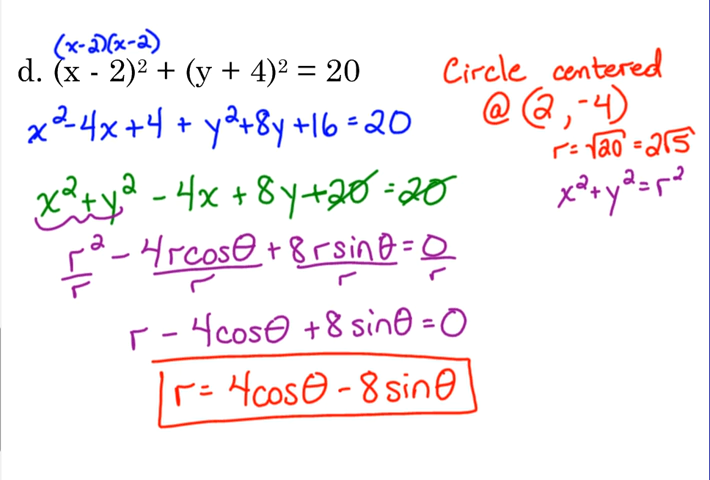 (x-2)(x-2)
d. (x - 2)² + (y + 4)² = 20
x²-4x+4 + y²+8y+16=20
x²+y² - 4x + 8y+20=20
r²/r - 4rcosθ/r + 8rsinθ/r = 0/r
r - 4cosθ + 8sinθ = 0
r = 4cosθ - 8sinθ
Circle centered
@ (2, -4)
r = √20 = 2√5
x²+y²=r²